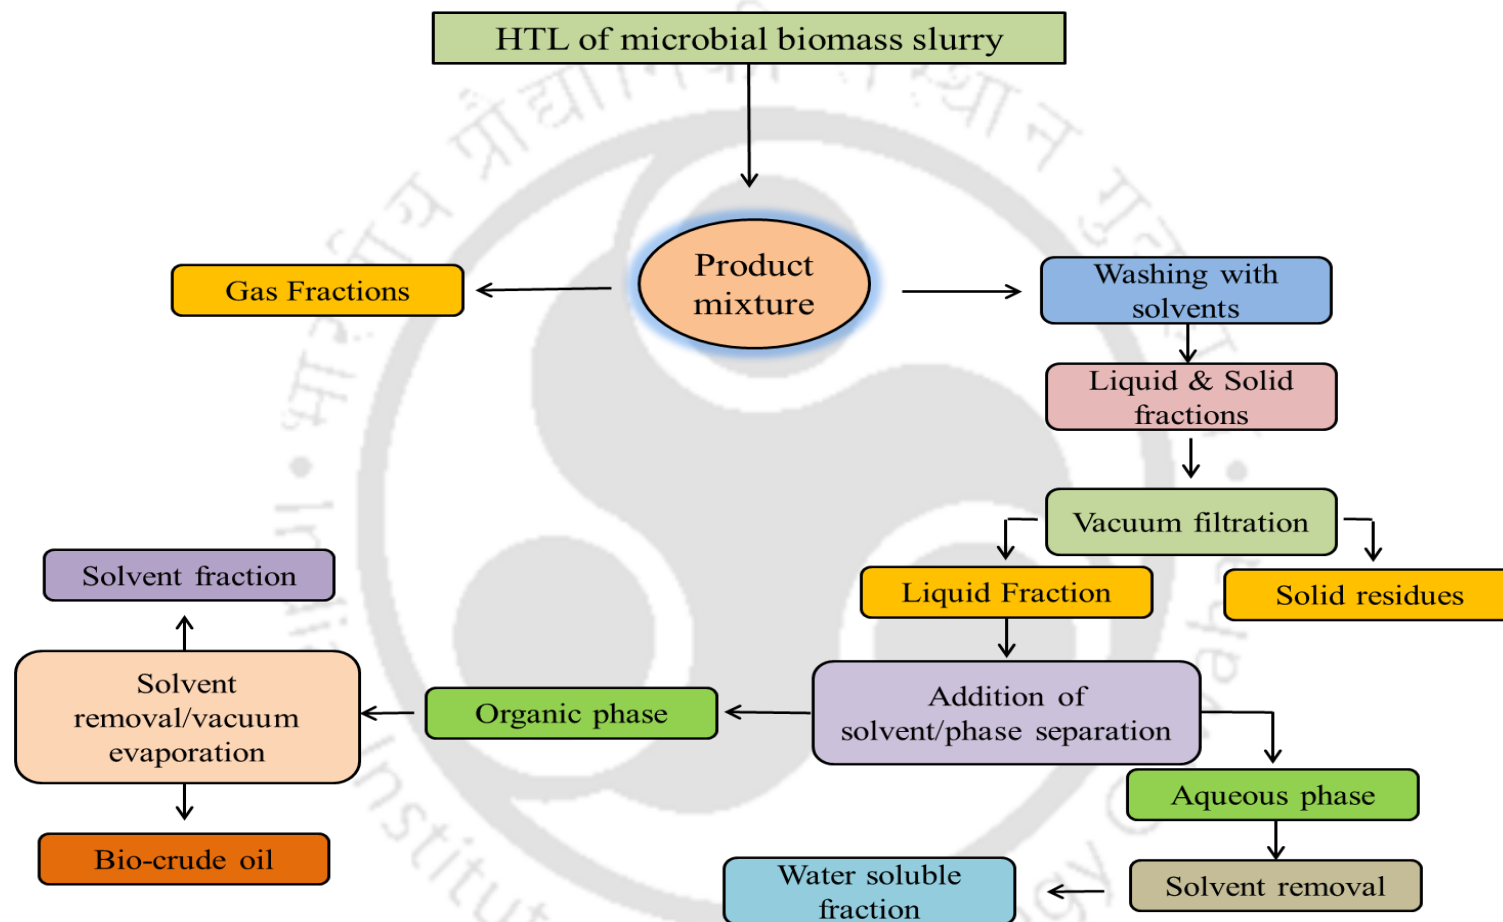 HTL of microbial biomass slurry
Product
mixture
Gas Fractions
Washing with
solvents
Liquid & Solid
fractions
Vacuum filtration
Liquid Fraction
Solid residues
Solvent fraction
Solvent
removal/vacuum
evaporation
Organic phase
Addition of
solvent/phase separation
Aqueous phase
Bio-crude oil
Water soluble
fraction
Solvent removal